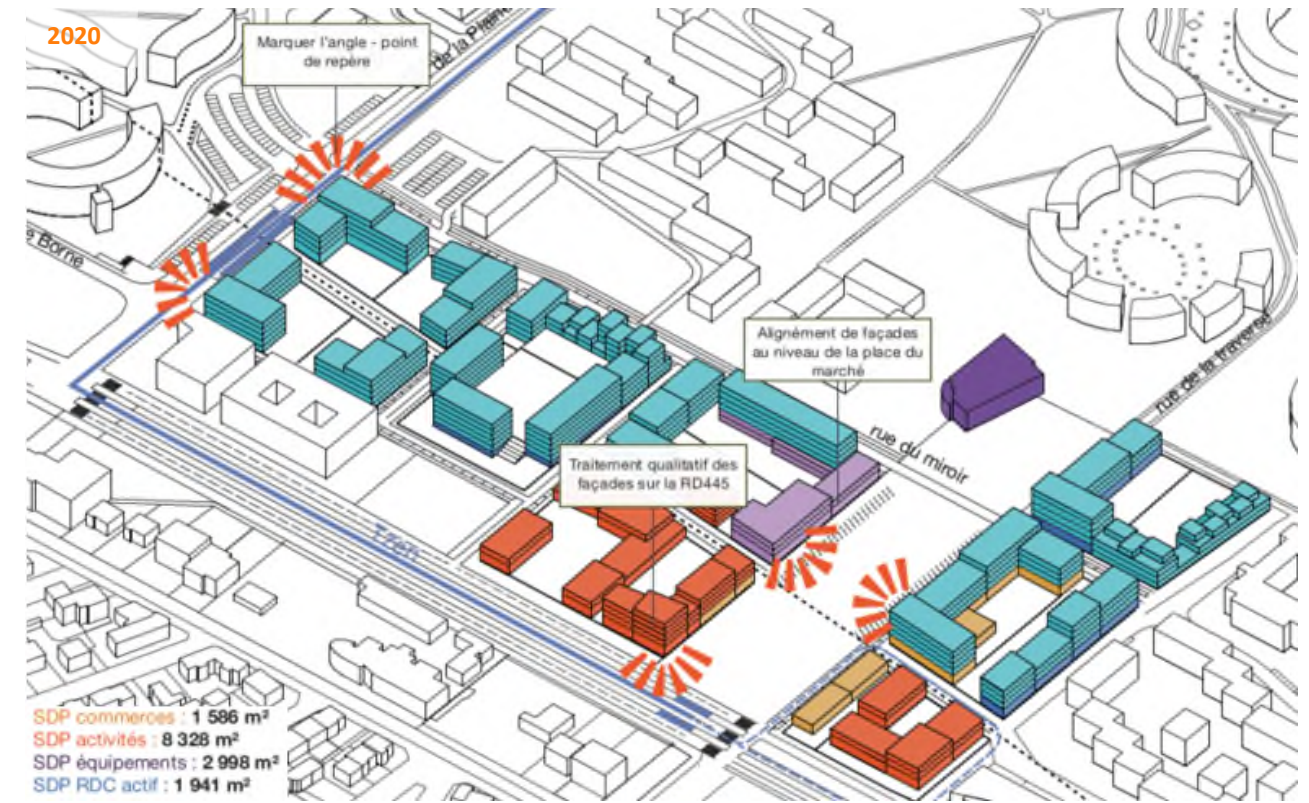 2020
Marquer l'angle - point
de repère
de la Plaine
e Borne
Alignément de façades
au niveau de la place du
marché
rue de la traverse
rue du miroir
Traitement qualitatif des
façades sur la RD445
Tzen
SDP commerces : 1 586 m²
SDP activités : 8 328 m²
SDP équipements : 2 998 m²
SDP RDC actif : 1 941 m²